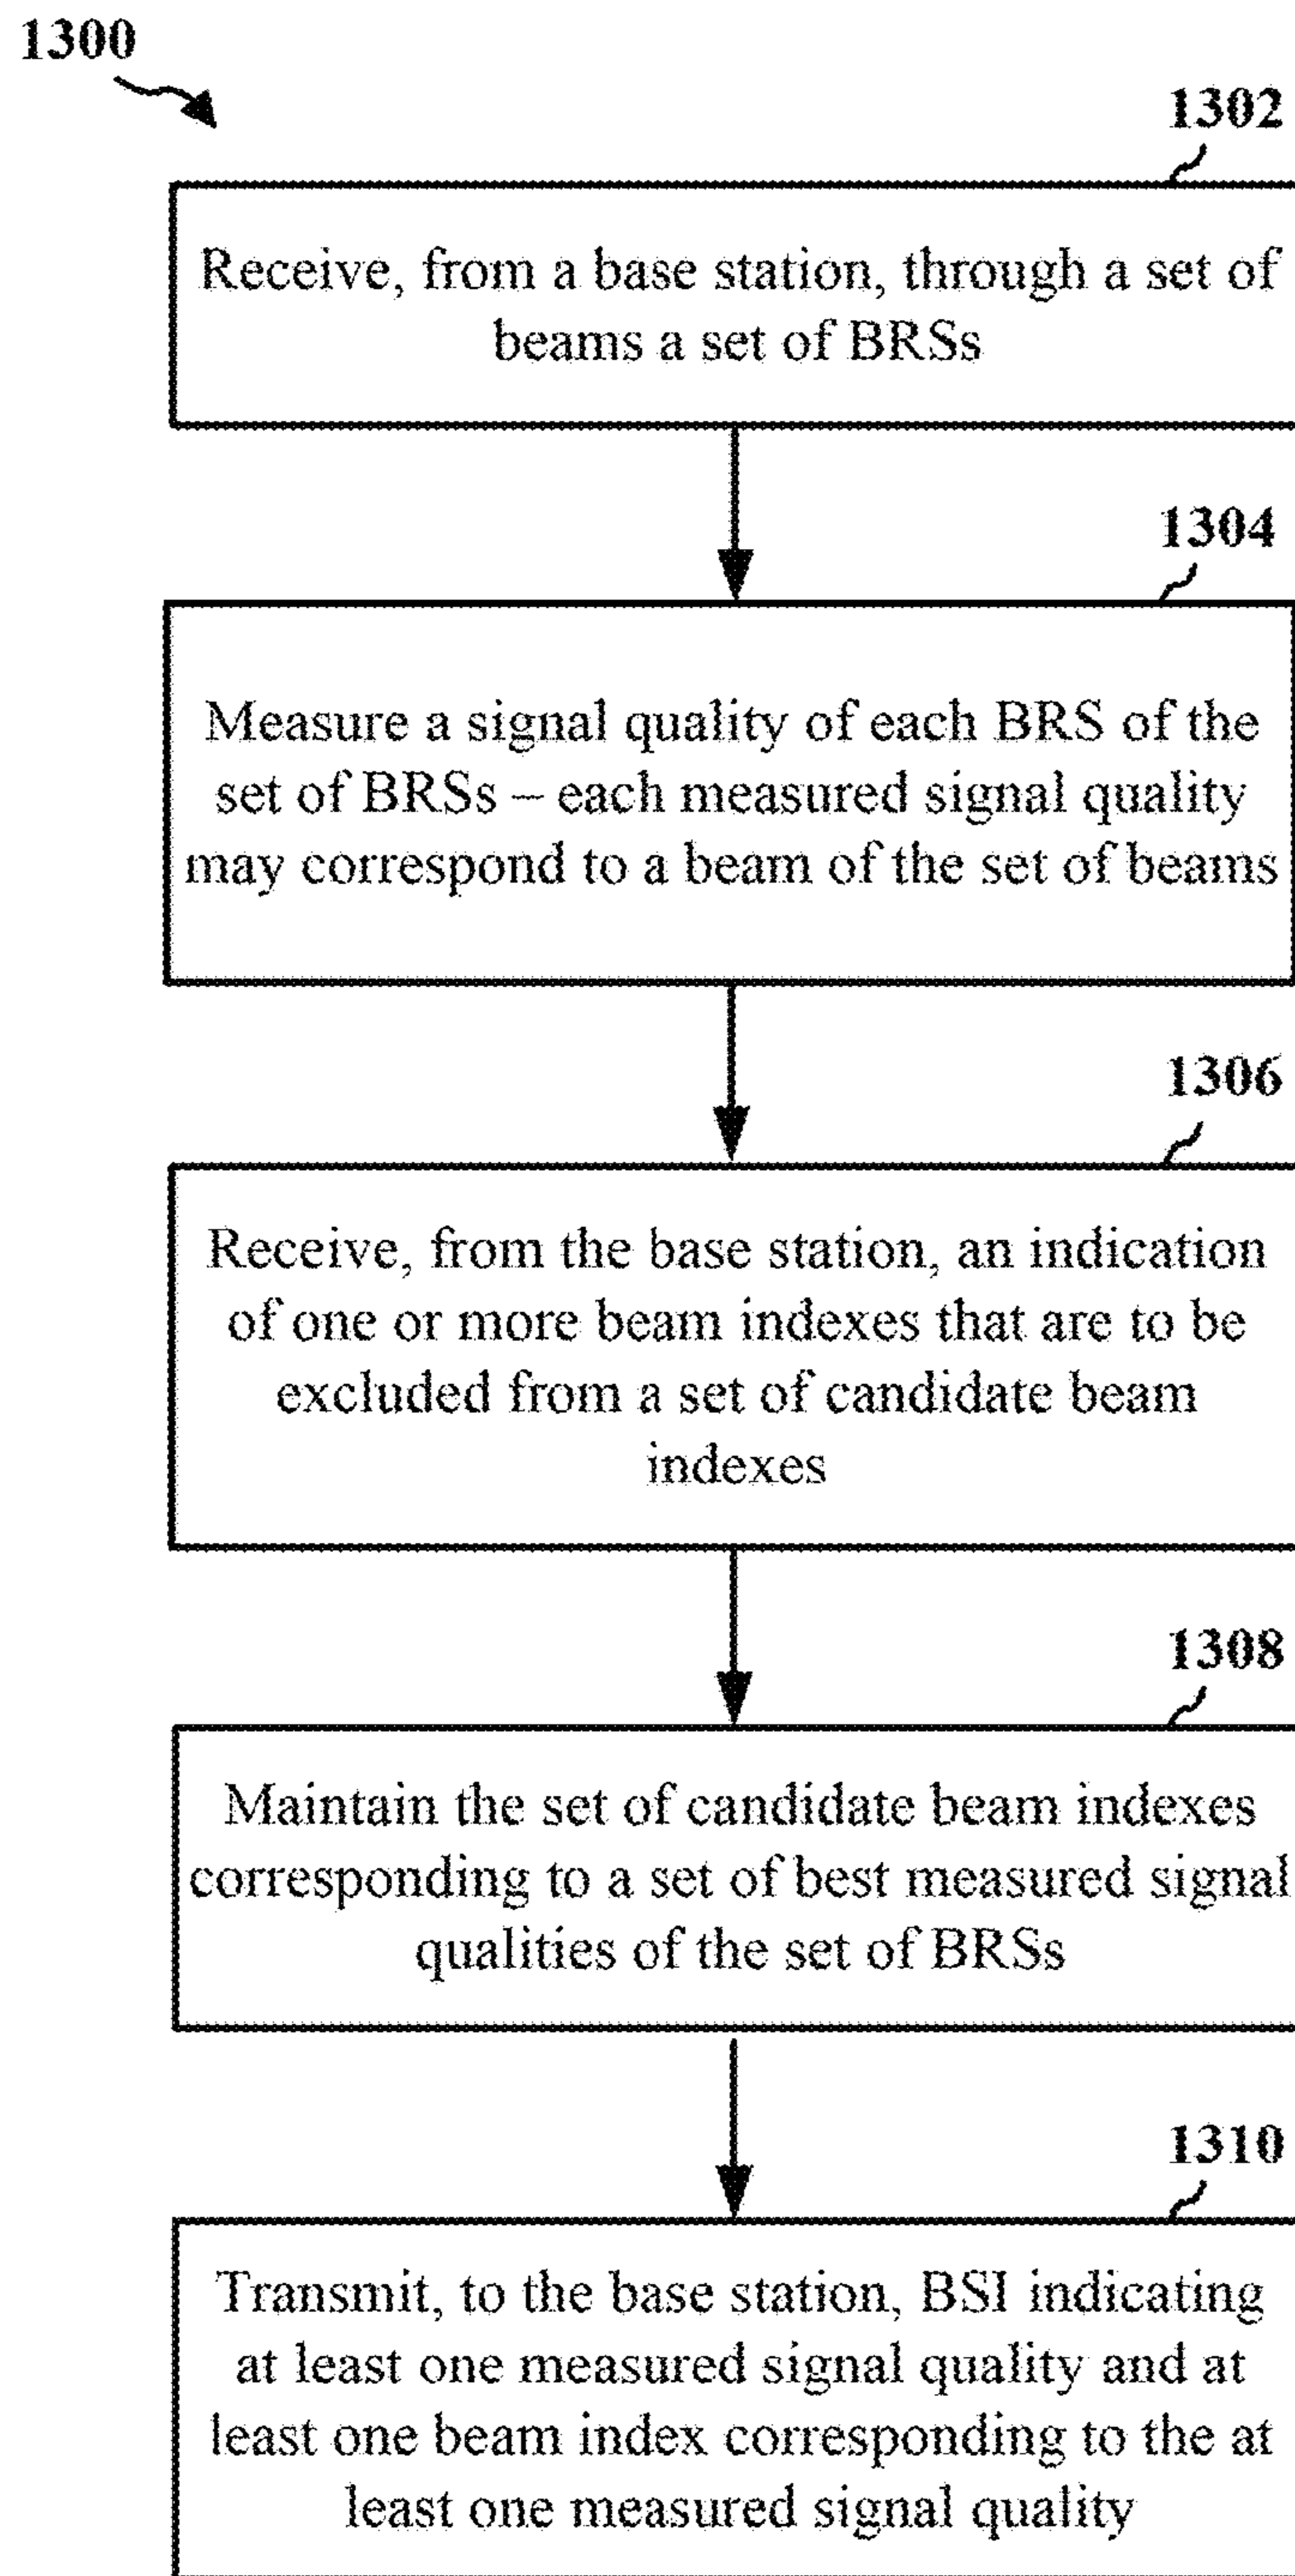 1300
1302
Receive, from a base station, through a set of
beams a set of BRSs
1304
Measure a signal quality of each BRS of the
set of BRSs – each measured signal quality
may correspond to a beam of the set of beams
1306
Receive, from the base station, an indication
of one or more beam indexes that are to be
excluded from a set of candidate beam
indexes
1308
Maintain the set of candidate beam indexes
corresponding to a set of best measured signal
qualities of the set of BRSs
1310
Transmit, to the base station, BSI indicating
at least one measured signal quality and at
least one beam index corresponding to the at
least one measured signal quality